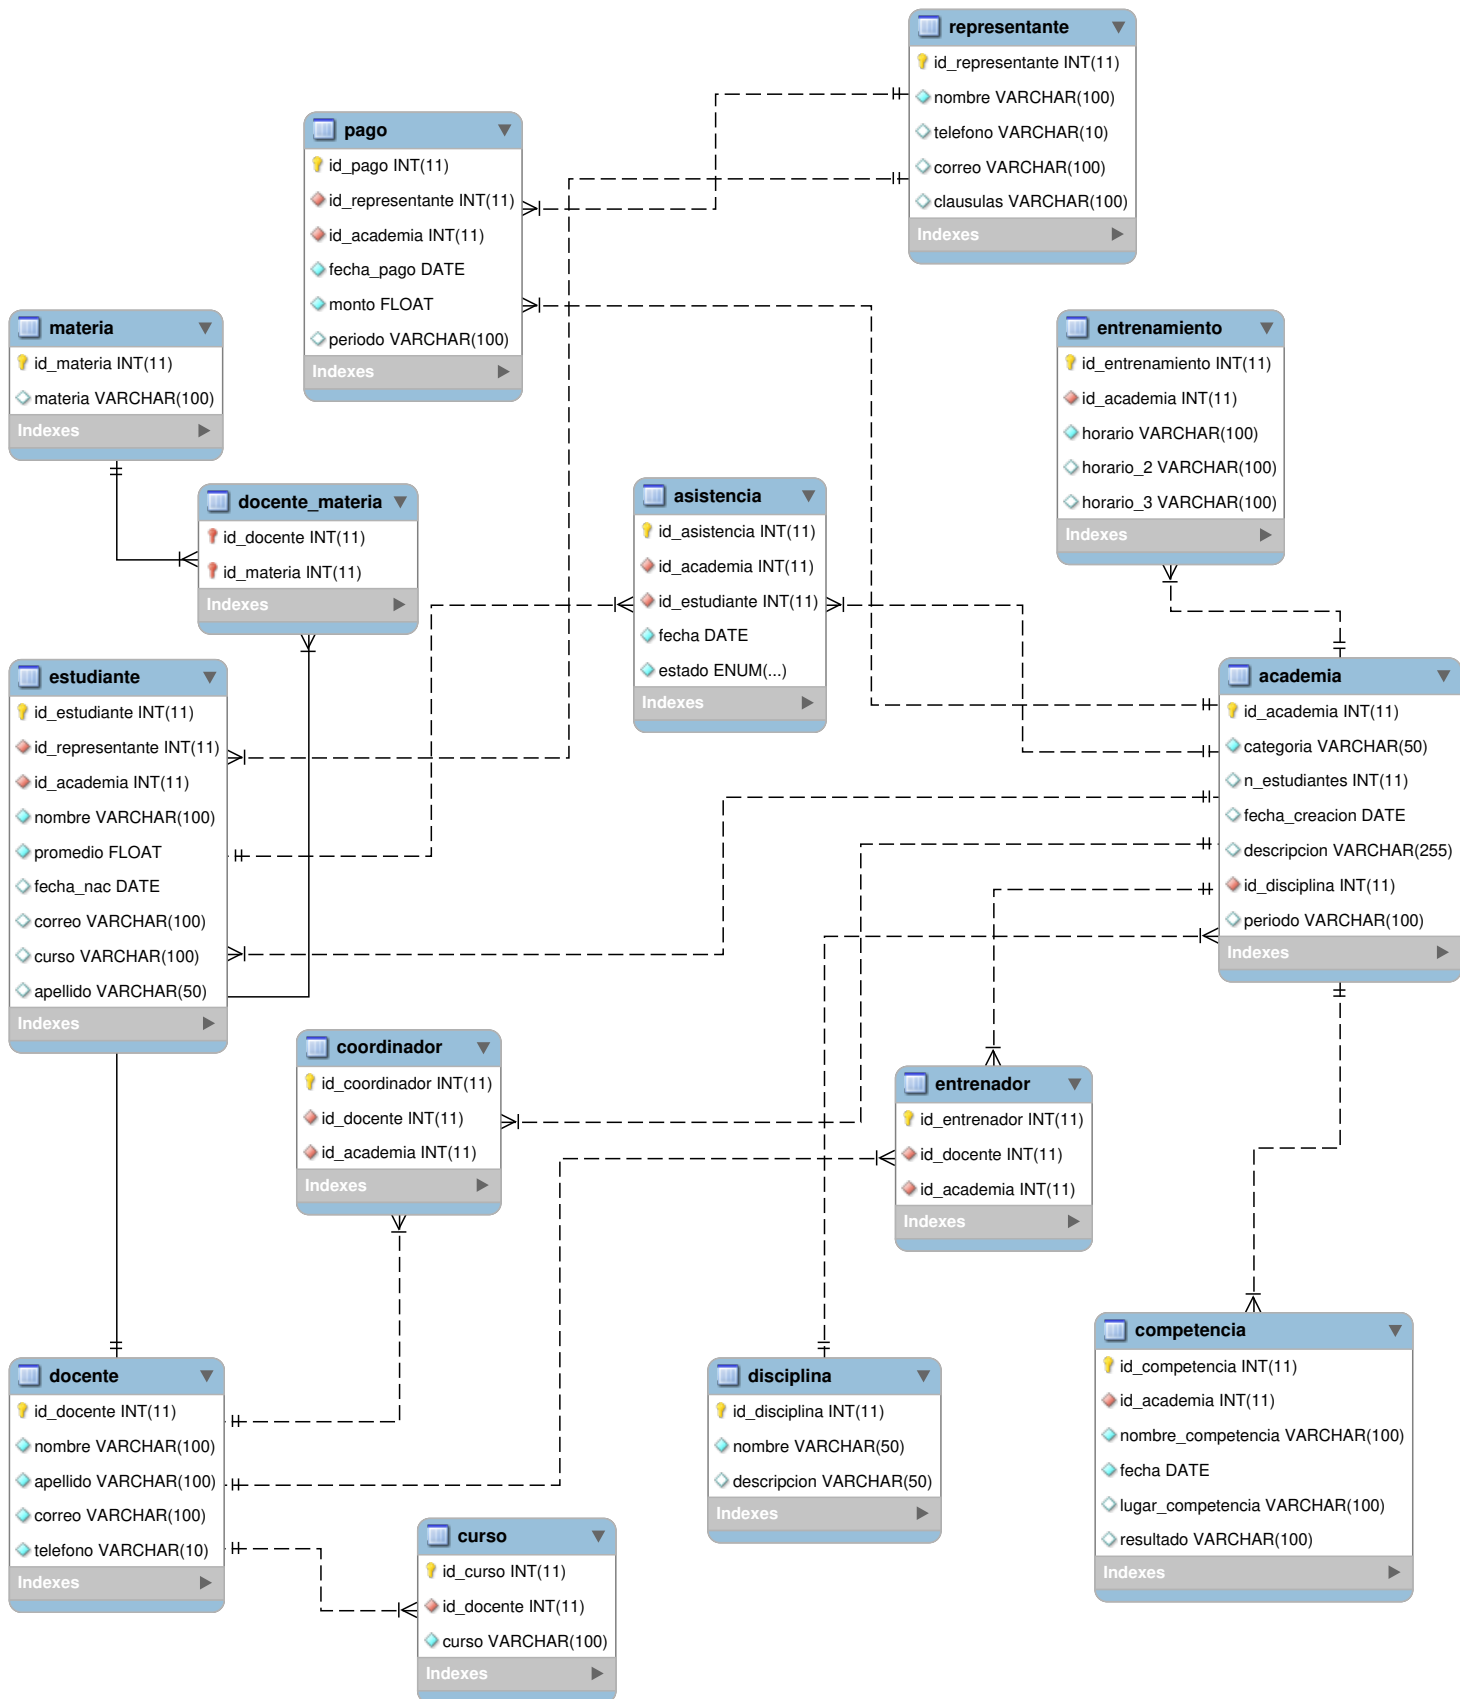 representante
id_representante INT(11)
nombre VARCHAR(100)
telefono VARCHAR(10)
correo VARCHAR(100)
clausulas VARCHAR(100)
Indexes
pago
id_pago INT(11)
id_representante INT(11)
id_academia INT(11)
fecha_pago DATE
monto FLOAT
periodo VARCHAR(100)
Indexes
materia
id_materia INT(11)
materia VARCHAR(100)
Indexes
entrenamiento
id_entrenamiento INT(11)
id_academia INT(11)
horario VARCHAR(100)
horario_2 VARCHAR(100)
horario_3 VARCHAR(100)
Indexes
docente_materia
id_docente INT(11)
id_materia INT(11)
Indexes
asistencia
id_asistencia INT(11)
id_academia INT(11)
id_estudiante INT(11)
fecha DATE
estado ENUM(...)
Indexes
estudiante
id_estudiante INT(11)
id_representante INT(11)
id_academia INT(11)
nombre VARCHAR(100)
promedio FLOAT
fecha_nac DATE
correo VARCHAR(100)
curso VARCHAR(100)
apellido VARCHAR(50)
Indexes
academia
id_academia INT(11)
categoria VARCHAR(50)
n_estudiantes INT(11)
fecha_creacion DATE
descripcion VARCHAR(255)
id_disciplina INT(11)
periodo VARCHAR(100)
Indexes
coordinador
id_coordinador INT(11)
id_docente INT(11)
id_academia INT(11)
Indexes
entrenador
id_entrenador INT(11)
id_docente INT(11)
id_academia INT(11)
Indexes
competencia
id_competencia INT(11)
id_academia INT(11)
nombre_competencia VARCHAR(100)
fecha DATE
lugar_competencia VARCHAR(100)
resultado VARCHAR(100)
Indexes
docente
id_docente INT(11)
nombre VARCHAR(100)
apellido VARCHAR(100)
correo VARCHAR(100)
telefono VARCHAR(10)
Indexes
disciplina
id_disciplina INT(11)
nombre VARCHAR(50)
descripcion VARCHAR(50)
Indexes
curso
id_curso INT(11)
id_docente INT(11)
curso VARCHAR(100)
Indexes